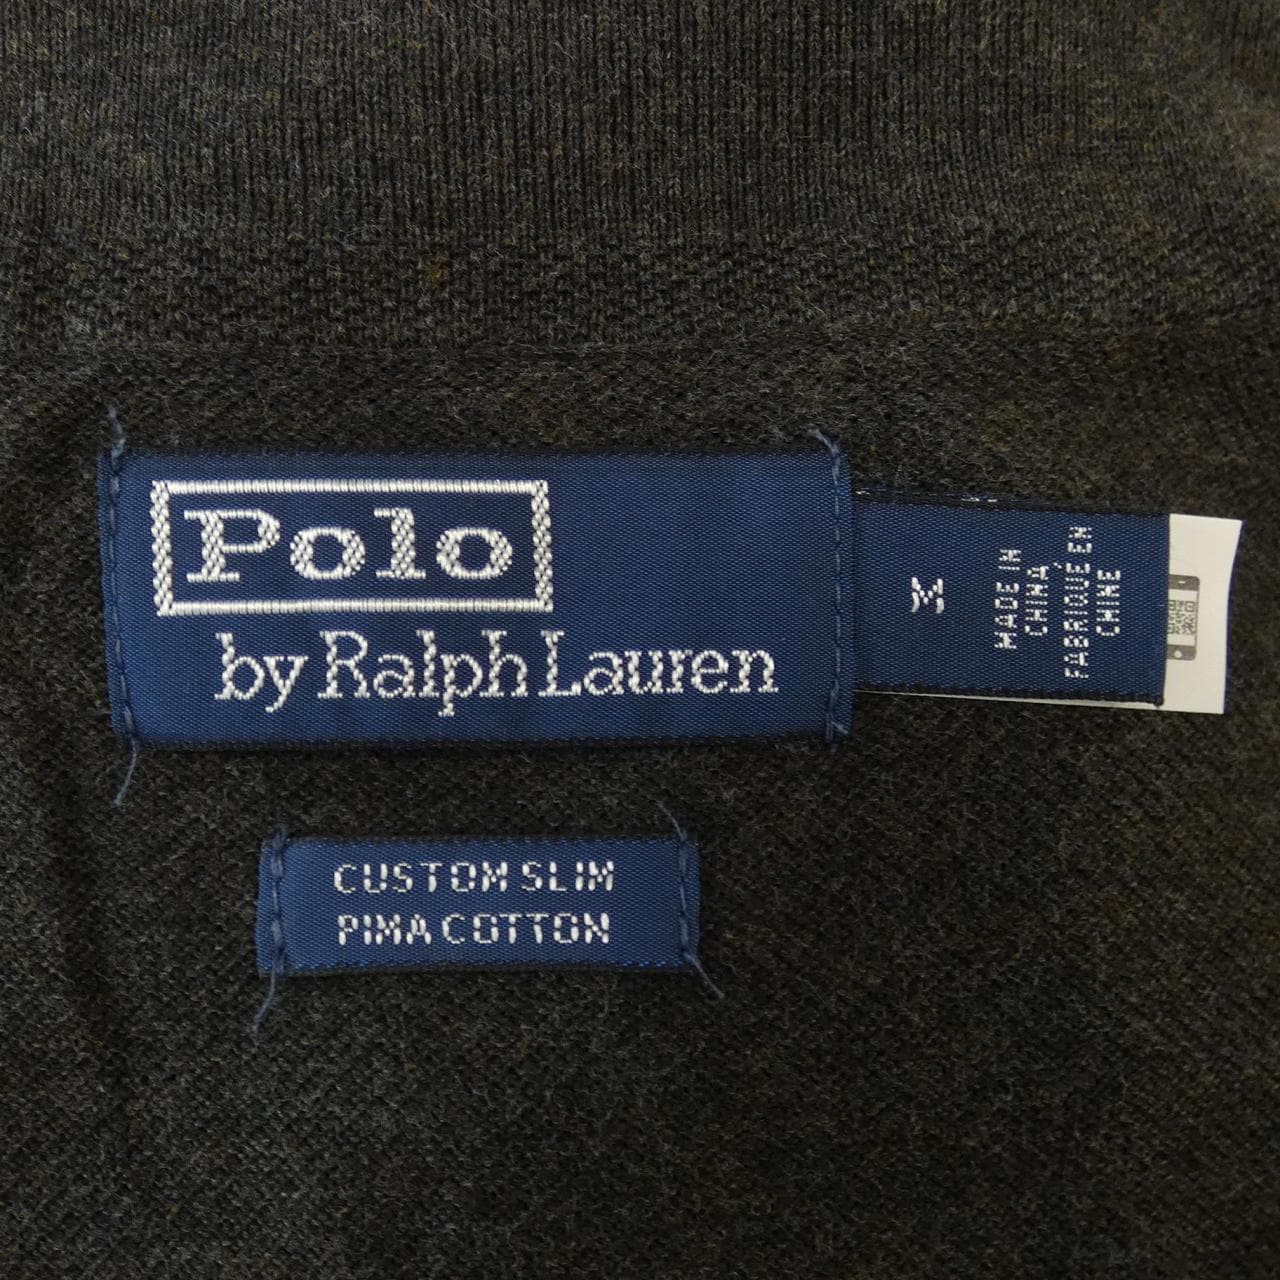 Polo
by Ralph Lauren
M
MADE IN
CHINA
FABRIQUÉ EN
CHINE
CUSTOM SLIM
PIMA COTTON